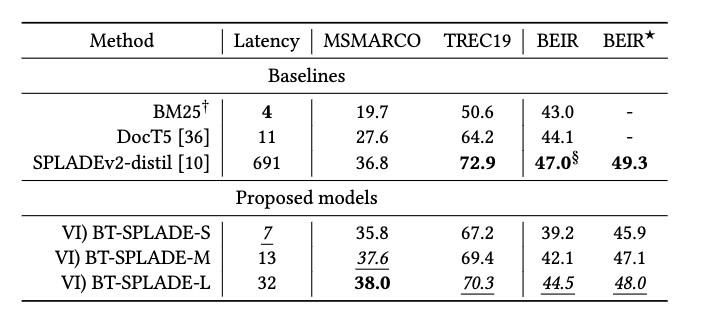 Method Latency MSMARCO TREC19 BEIR BEIR★
Baselines
BM25† 4 19.7 50.6 43.0 -
DocT5 [36] 11 27.6 64.2 44.1 -
SPLADEv2-distil [10] 691 36.8 72.9 47.0§ 49.3
Proposed models
VI) BT-SPLADE-S 7 35.8 67.2 39.2 45.9
VI) BT-SPLADE-M 13 37.6 69.4 42.1 47.1
VI) BT-SPLADE-L 32 38.0 70.3 44.5 48.0